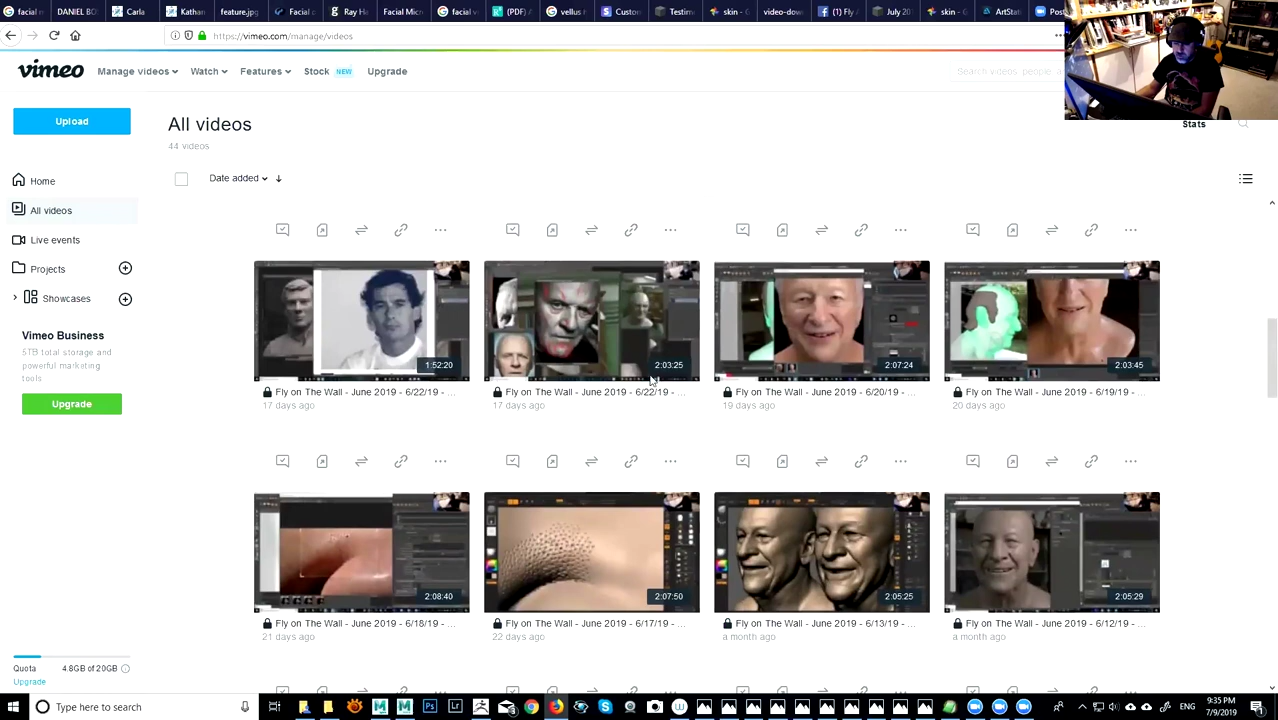 facial m
DANIEL BO
Carla
Kathan
feature.jpg
Facial c
Ray He
Facial Micro
facial v
(PDF) A
vellus h
Custom
Testima
skin - G
video-dow
Fly A
July 20
skin - G
ArtStat
Post
https://vimeo.com/manage/videos
vimeo
Manage videos
Watch
Features
Stock NEW
Upgrade
Search videos, people, a
Upload
All videos
Stats
44 videos
Date added
Home
All videos
Live events
Projects
Showcases
Vimeo Business
5TB total storage and
powerful marketing
tools.
Upgrade
1:52:20
2:03:25
2:07:24
2:03:45
Fly on The Wall - June 2019 - 6/22/19 - ...
Fly on The Wall - June 2019 - 6/22/19 - ...
Fly on The Wall - June 2019 - 6/20/19 - ...
Fly on The Wall - June 2019 - 6/19/19 - ...
17 days ago
17 days ago
19 days ago
20 days ago
2:08:40
2:07:50
2:05:25
2:05:29
Fly on The Wall - June 2019 - 6/18/19 - ...
Fly on The Wall - June 2019 - 6/17/19 - ...
Fly on The Wall - June 2019 - 6/13/19 - ...
Fly on The Wall - June 2019 - 6/12/19 - ...
21 days ago
22 days ago
a month ago
a month ago
Quota 4.8GB of 20GB
Upgrade
Type here to search
ENG
9:35 PM
7/9/2019